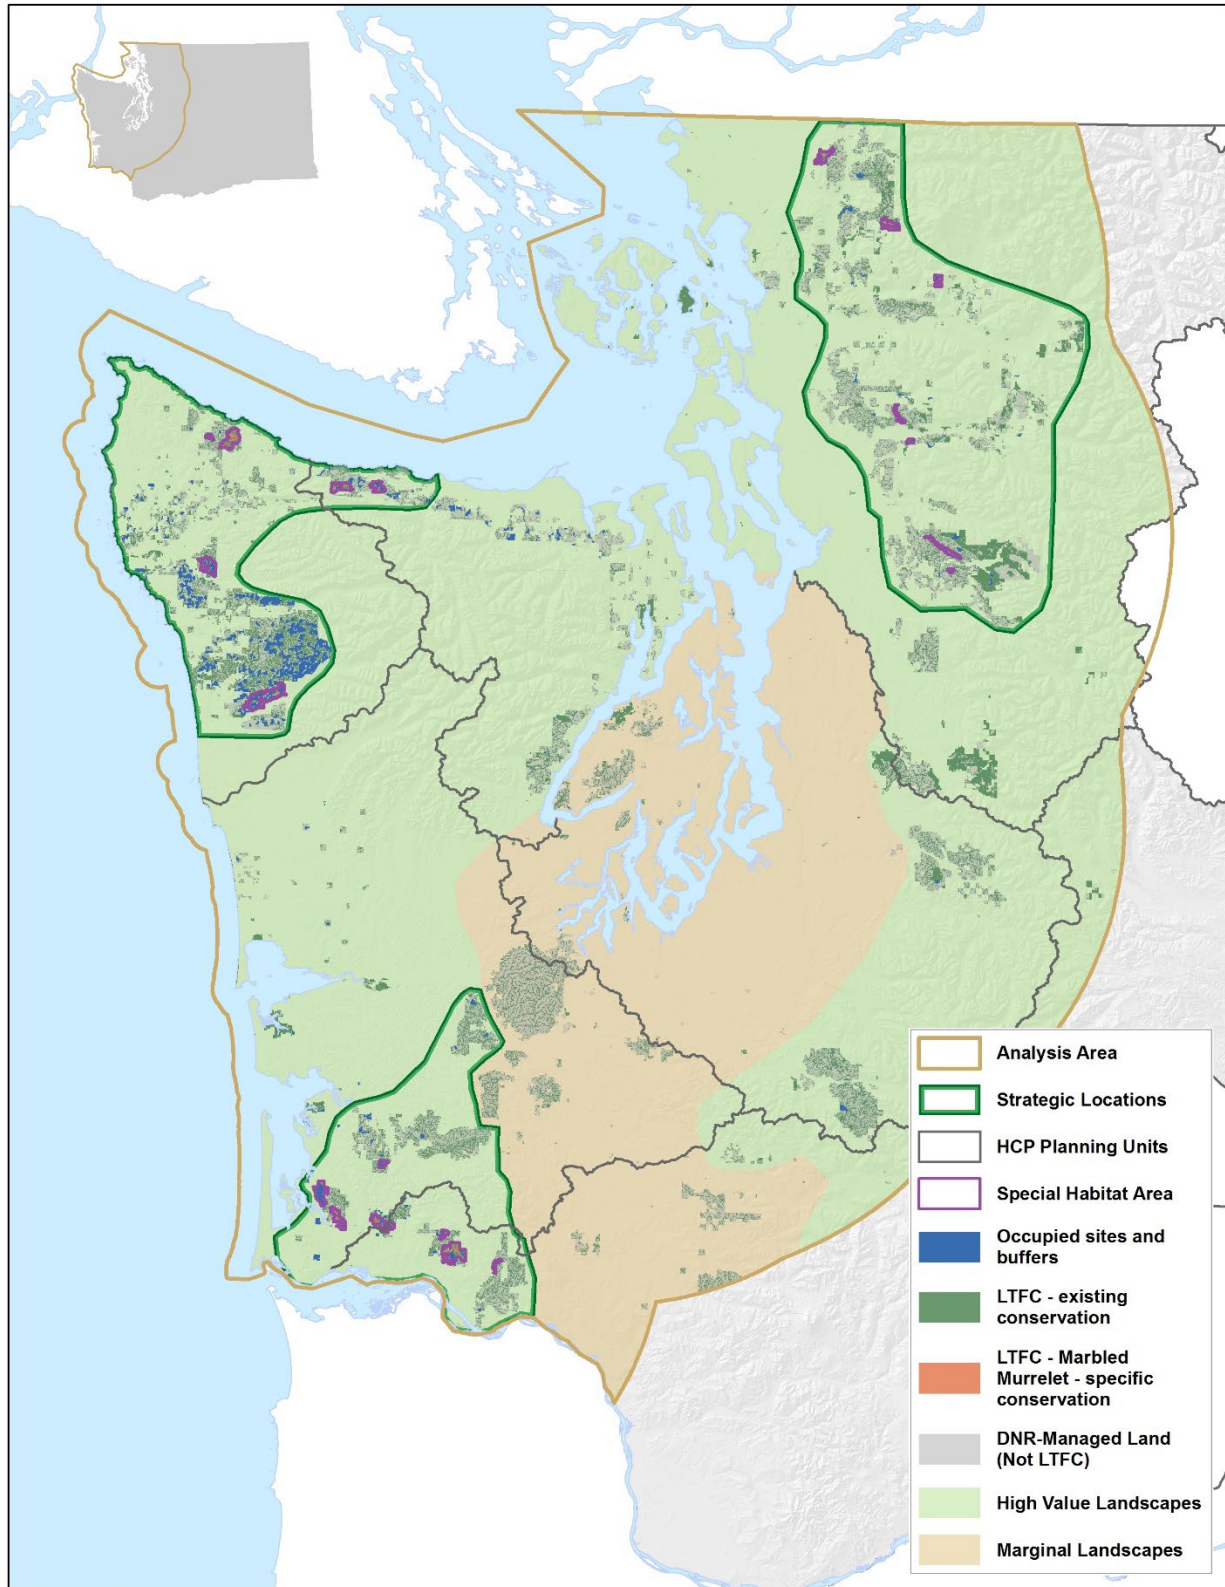 Analysis Area
Strategic Locations
HCP Planning Units
Special Habitat Area
Occupied sites and
buffers
LTFC - existing
conservation
LTFC - Marbled
Murrelet - specific
conservation
DNR-Managed Land
(Not LTFC)
High Value Landscapes
Marginal Landscapes